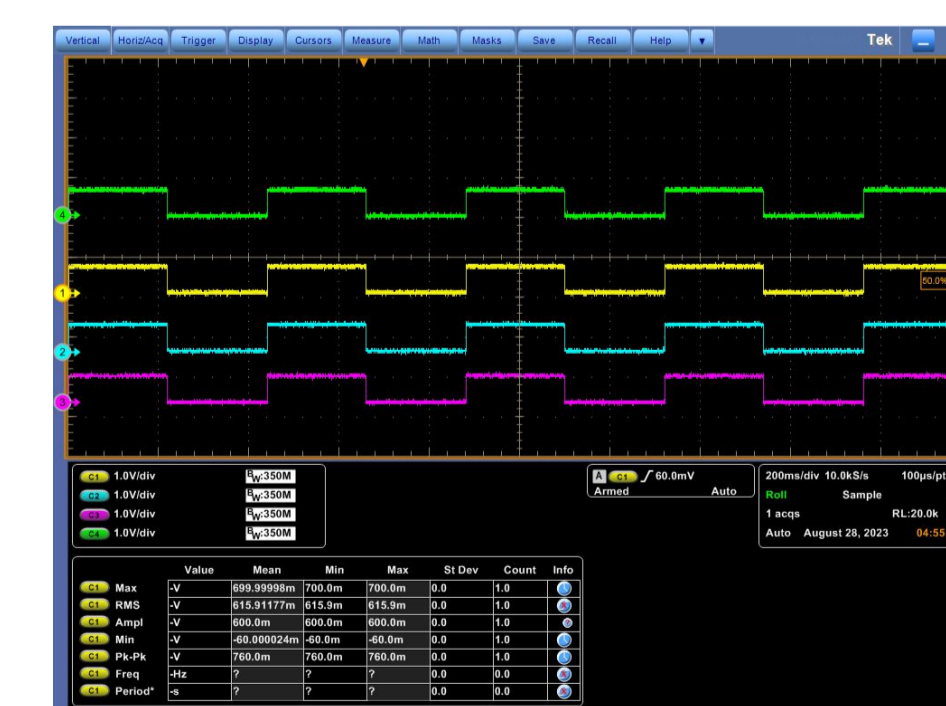 Vertical Horiz/Acq Trigger Display Cursors Measure Math Masks Save Recall Help Tek
4
1
50.0%
2
3
C1 1.0V/div BW:350M
C2 1.0V/div BW:350M
C3 1.0V/div BW:350M
C4 1.0V/div BW:350M
A C1 60.0mV
Armed Auto
200ms/div 10.0kS/s 100µs/pt
Roll Sample
1 acqs RL:20.0k
Auto August 28, 2023 04:55
Value Mean Min Max St Dev Count Info
C1 Max -V 699.99998m 700.0m 700.0m 0.0 1.0
C1 RMS -V 615.91177m 615.9m 615.9m 0.0 1.0
C1 Ampl -V 600.0m 600.0m 600.0m 0.0 1.0
C1 Min -V -60.000024m -60.0m -60.0m 0.0 1.0
C1 Pk-Pk -V 760.0m 760.0m 760.0m 0.0 1.0
C1 Freq -Hz ? ? ? 0.0 0.0
C1 Period* -s ? ? ? 0.0 0.0